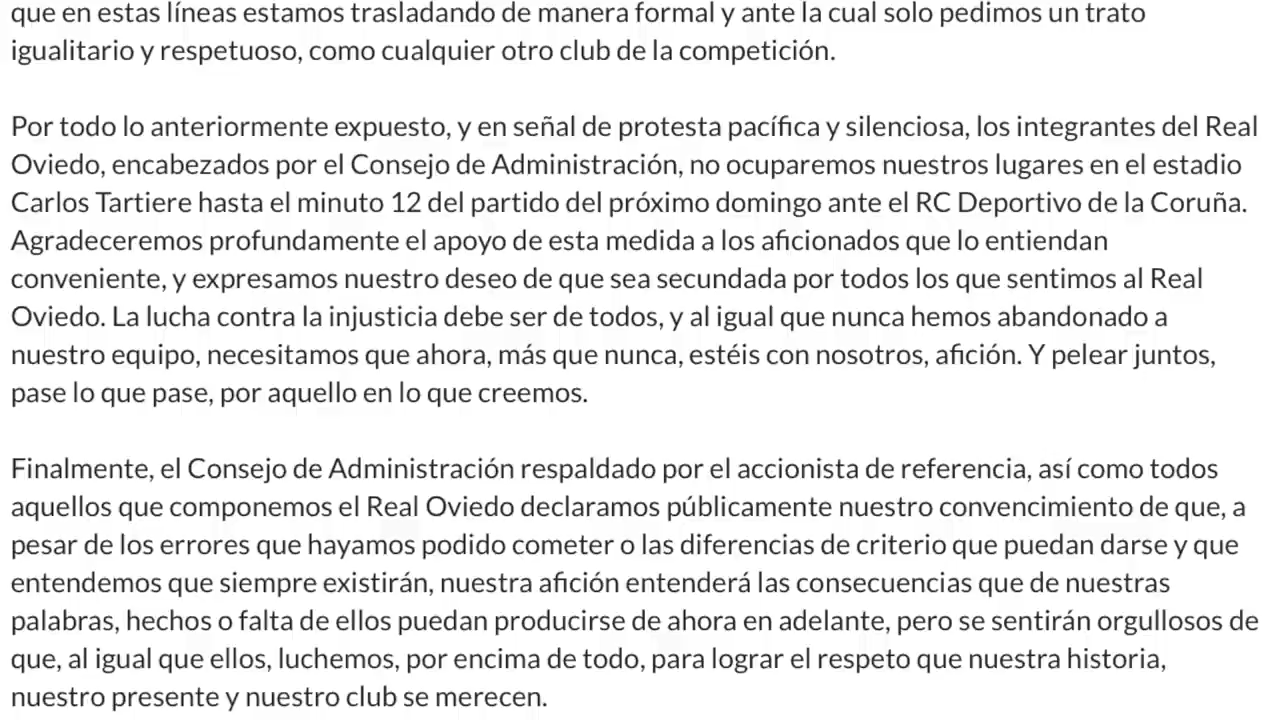 que en estas líneas estamos trasladando de manera formal y ante la cual solo pedimos un trato
igualitario y respetuoso, como cualquier otro club de la competición.
Por todo lo anteriormente expuesto, y en señal de protesta pacífica y silenciosa, los integrantes del Real
Oviedo, encabezados por el Consejo de Administración, no ocuparemos nuestros lugares en el estadio
Carlos Tartiere hasta el minuto 12 del partido del próximo domingo ante el RC Deportivo de la Coruña.
Agradeceremos profundamente el apoyo de esta medida a los aficionados que lo entiendan
conveniente, y expresamos nuestro deseo de que sea secundada por todos los que sentimos al Real
Oviedo. La lucha contra la injusticia debe ser de todos, y al igual que nunca hemos abandonado a
nuestro equipo, necesitamos que ahora, más que nunca, estéis con nosotros, afición. Y pelear juntos,
pase lo que pase, por aquello en lo que creemos.
Finalmente, el Consejo de Administración respaldado por el accionista de referencia, así como todos
aquellos que componemos el Real Oviedo declaramos públicamente nuestro convencimiento de que, a
pesar de los errores que hayamos podido cometer o las diferencias de criterio que puedan darse y que
entendemos que siempre existirán, nuestra afición entenderá las consecuencias que de nuestras
palabras, hechos o falta de ellos puedan producirse de ahora en adelante, pero se sentirán orgullosos de
que, al igual que ellos, luchemos, por encima de todo, para lograr el respeto que nuestra historia,
nuestro presente y nuestro club se merecen.